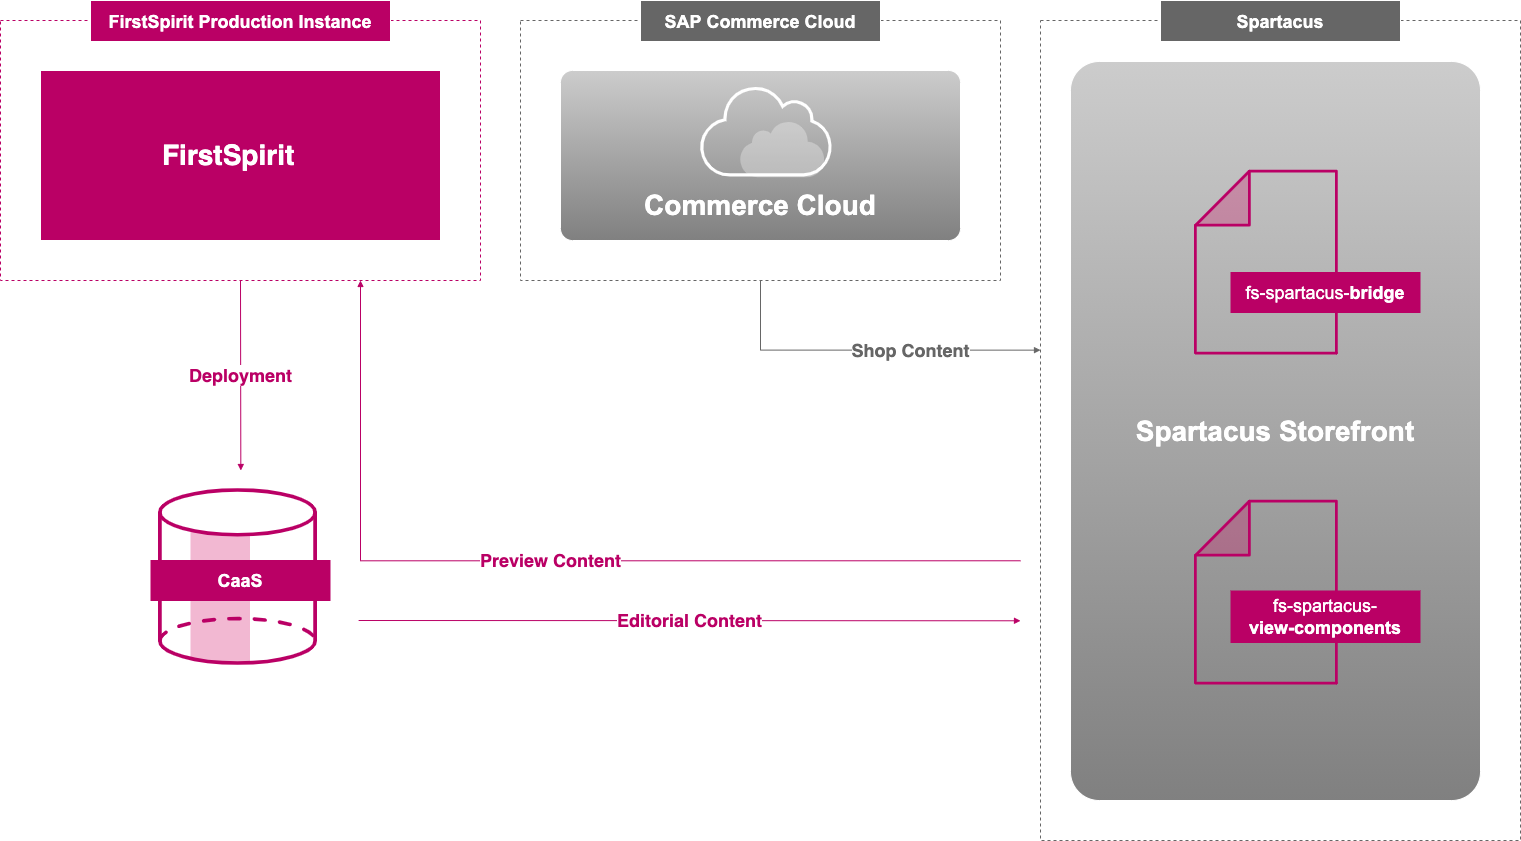 FirstSpirit Production Instance
SAP Commerce Cloud
Spartacus
FirstSpirit
Commerce Cloud
fs-spartacus-bridge
Shop Content
Deployment
Spartacus Storefront
Preview Content
CaaS
Editorial Content
fs-spartacus-
view-components